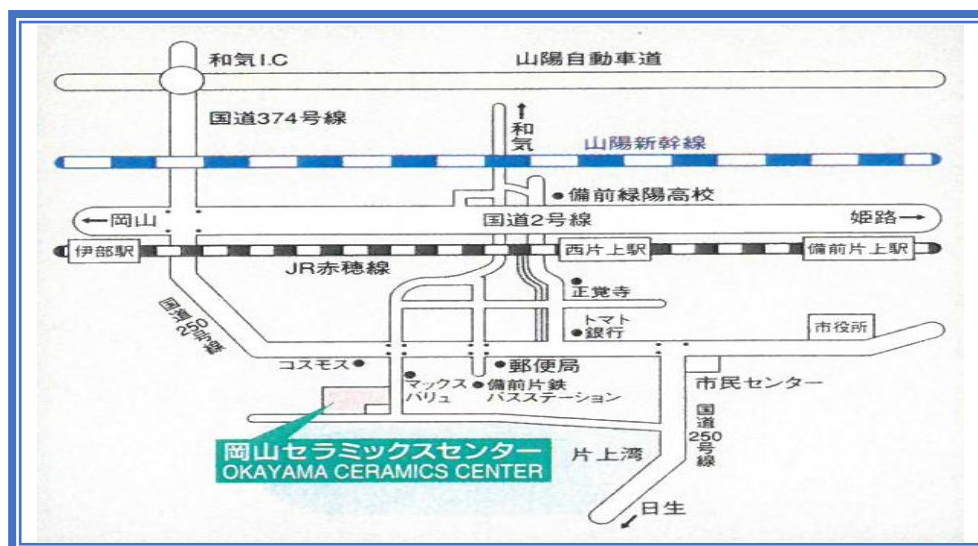 和気I.C
山陽自動車道
国道374号線
↑和気
山陽新幹線
備前緑陽高校
←岡山
国道2号線
姫路→
伊部駅
JR赤穂線
西片上駅
備前片上駅
正覚寺
国道
250号線
トマト
銀行
市役所
コスモス
郵便局
マックス
バリュ
備前片鉄
バスステーション
市民センター
国道250号線
岡山セラミックスセンター
OKAYAMA CERAMICS CENTER
片上湾
日生